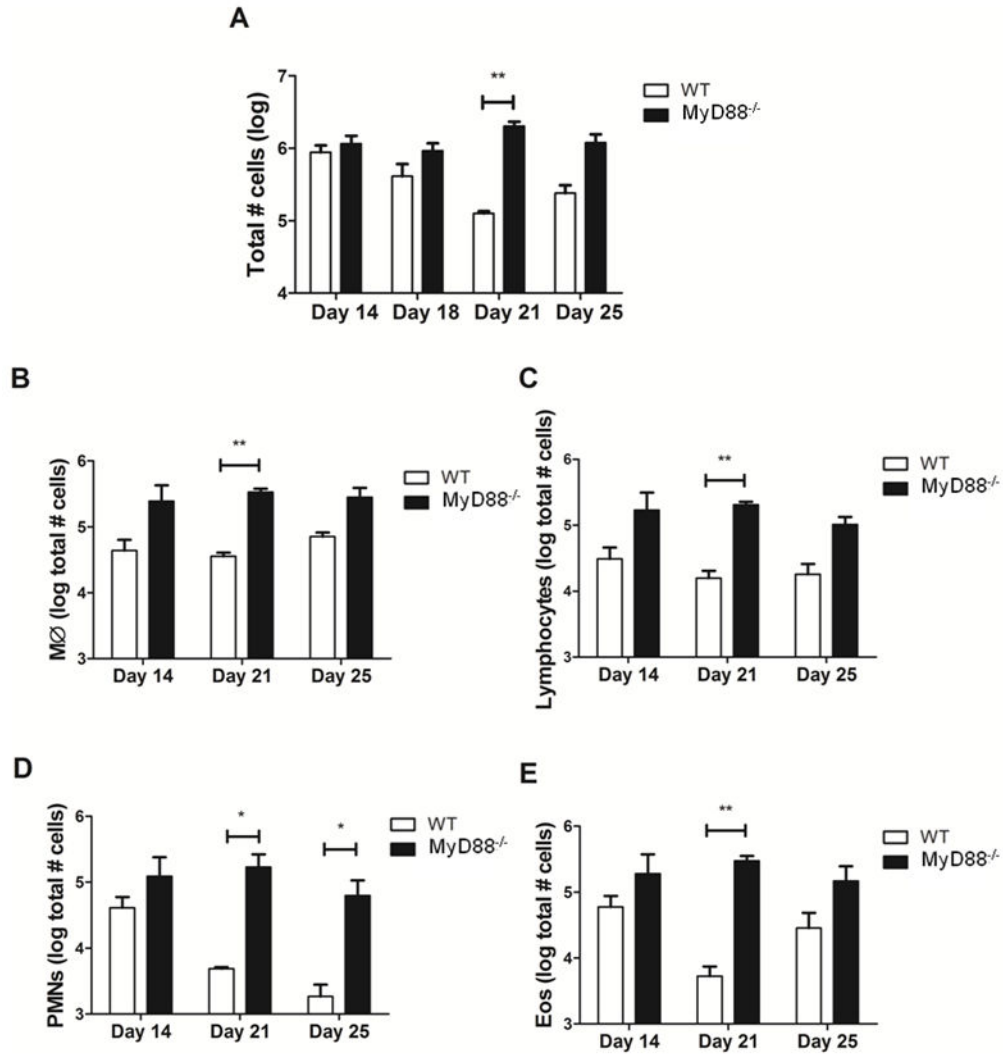 A
Total # cells (log)
7
6
5
4
**
WT
MyD88-/-
Day 14 Day 18 Day 21 Day 25
B
MØ (log total # cells)
6
5
4
3
**
WT
MyD88-/-
Day 14 Day 21 Day 25
C
Lymphocytes (log total # cells)
6
5
4
3
**
WT
MyD88-/-
Day 14 Day 21 Day 25
D
PMNs (log total # cells)
6
5
4
3
*
*
WT
MyD88-/-
Day 14 Day 21 Day 25
E
Eos (log total # cells)
6
5
4
3
**
WT
MyD88-/-
Day 14 Day 21 Day 25